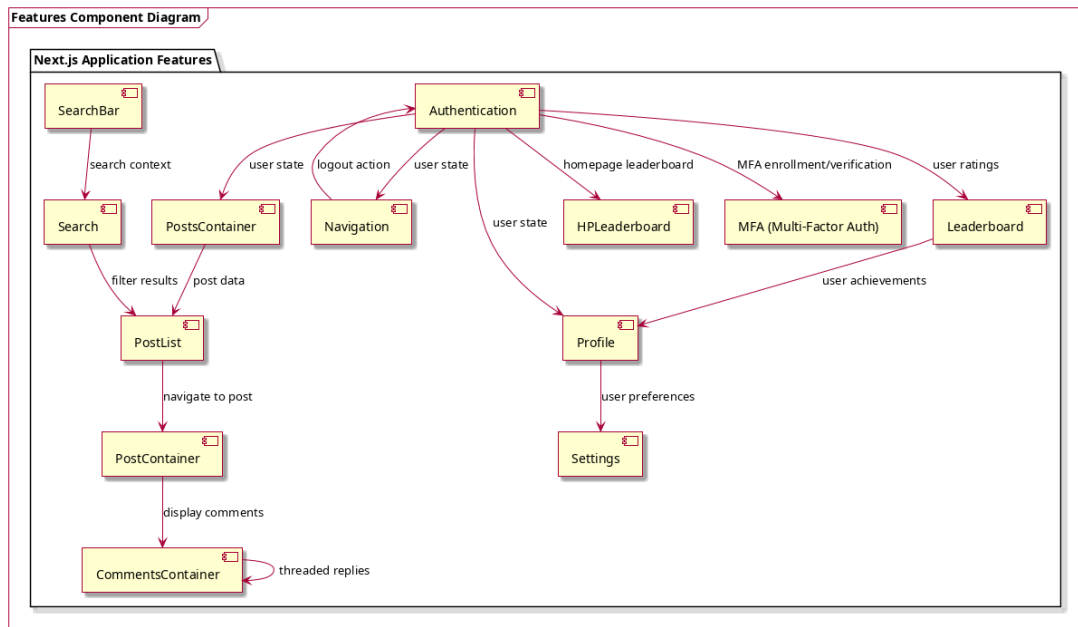 Features Component Diagram
Next.js Application Features
SearchBar
Authentication
search context
user state
logout action
user state
homepage leaderboard
MFA enrollment/verification
user ratings
Search
PostsContainer
Navigation
user state
HPLeaderboard
MFA (Multi-Factor Auth)
Leaderboard
filter results
post data
user achievements
PostList
Profile
navigate to post
user preferences
PostContainer
Settings
display comments
CommentsContainer
threaded replies